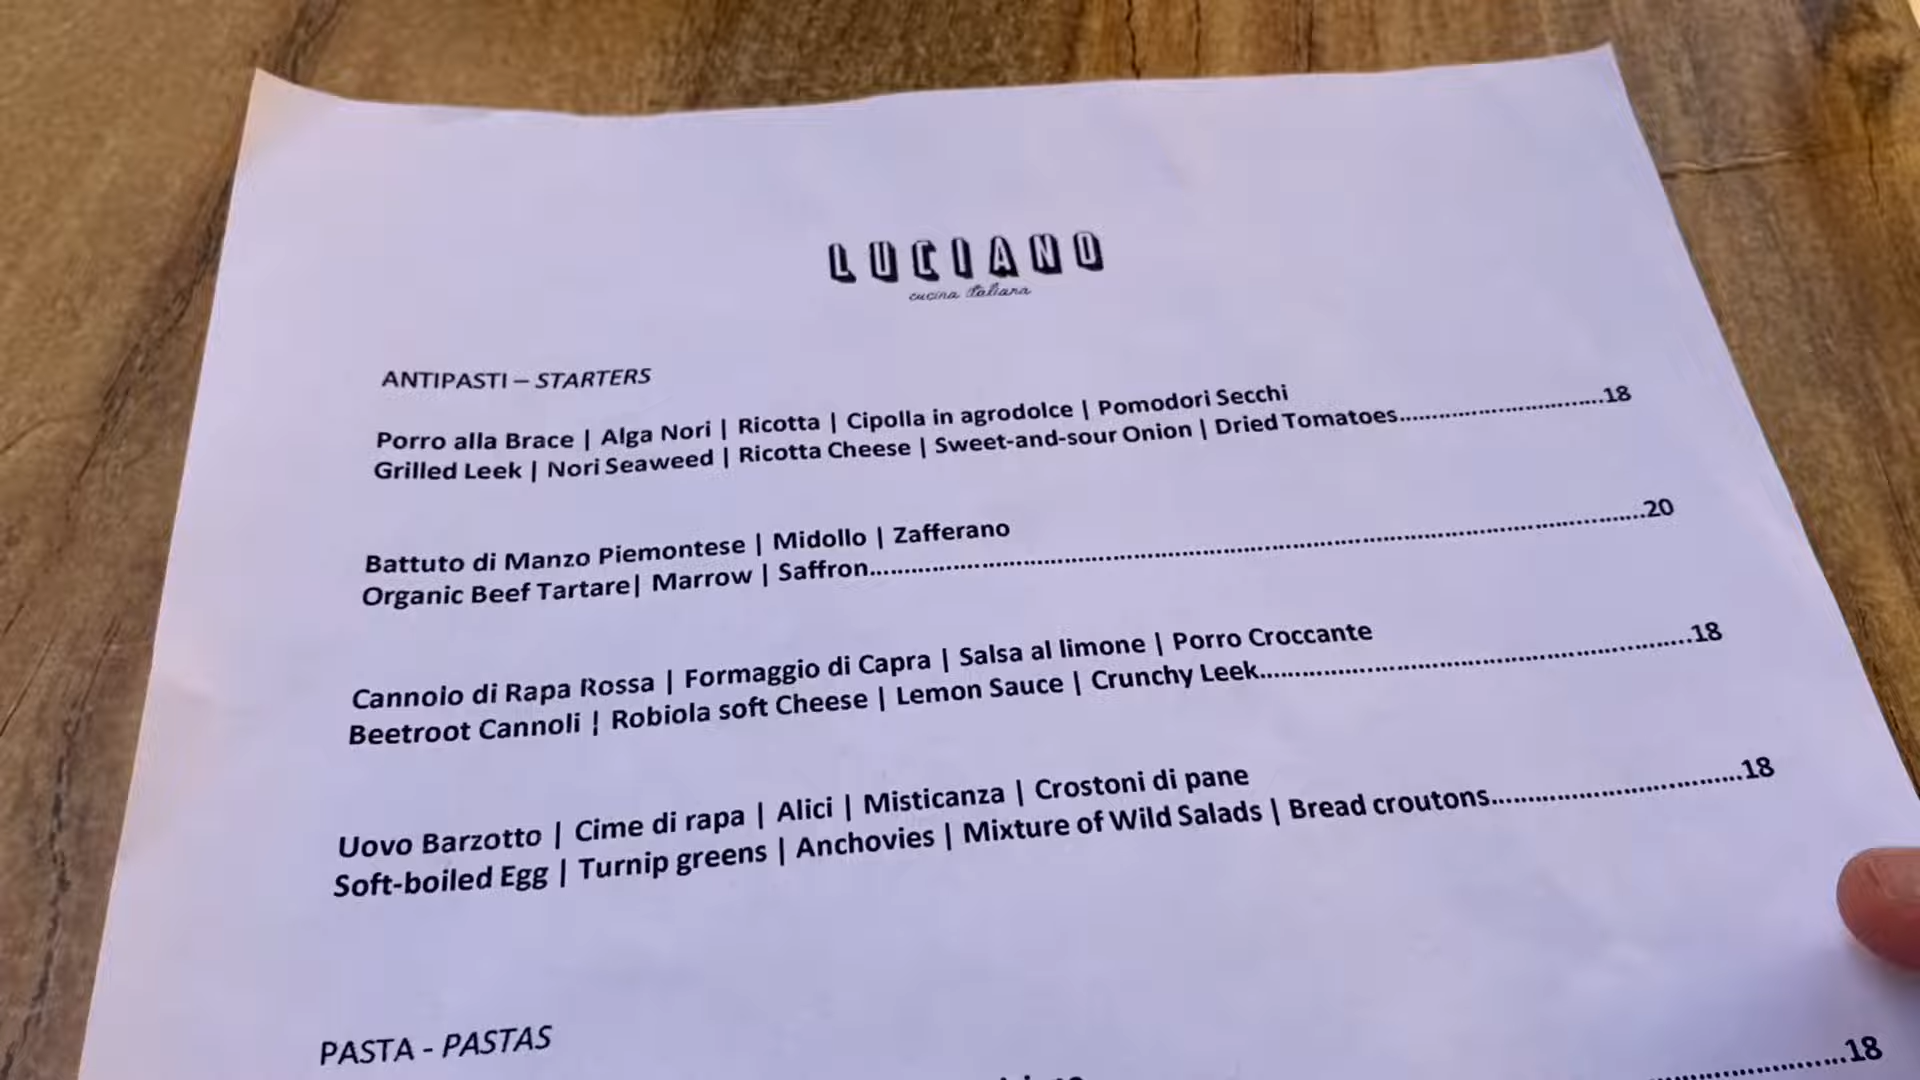 LUCIANO
cucina italiana
ANTIPASTI – STARTERS
Porro alla Brace | Alga Nori | Ricotta | Cipolla in agrodolce | Pomodori Secchi
Grilled Leek | Nori Seaweed | Ricotta Cheese | Sweet-and-sour Onion | Dried Tomatoes..............................18
Battuto di Manzo Piemontese | Midollo | Zafferano
Organic Beef Tartare| Marrow | Saffron..............................20
Cannolo di Rapa Rossa | Formaggio di Capra | Salsa al limone | Porro Croccante
Beetroot Cannoli ¦ Robiola soft Cheese | Lemon Sauce | Crunchy Leek..............................18
Uovo Barzotto | Cime di rapa | Alici | Misticanza | Crostoni di pane
Soft-boiled Egg | Turnip greens | Anchovies | Mixture of Wild Salads | Bread croutons..............................18
PASTA - PASTAS
..............................18